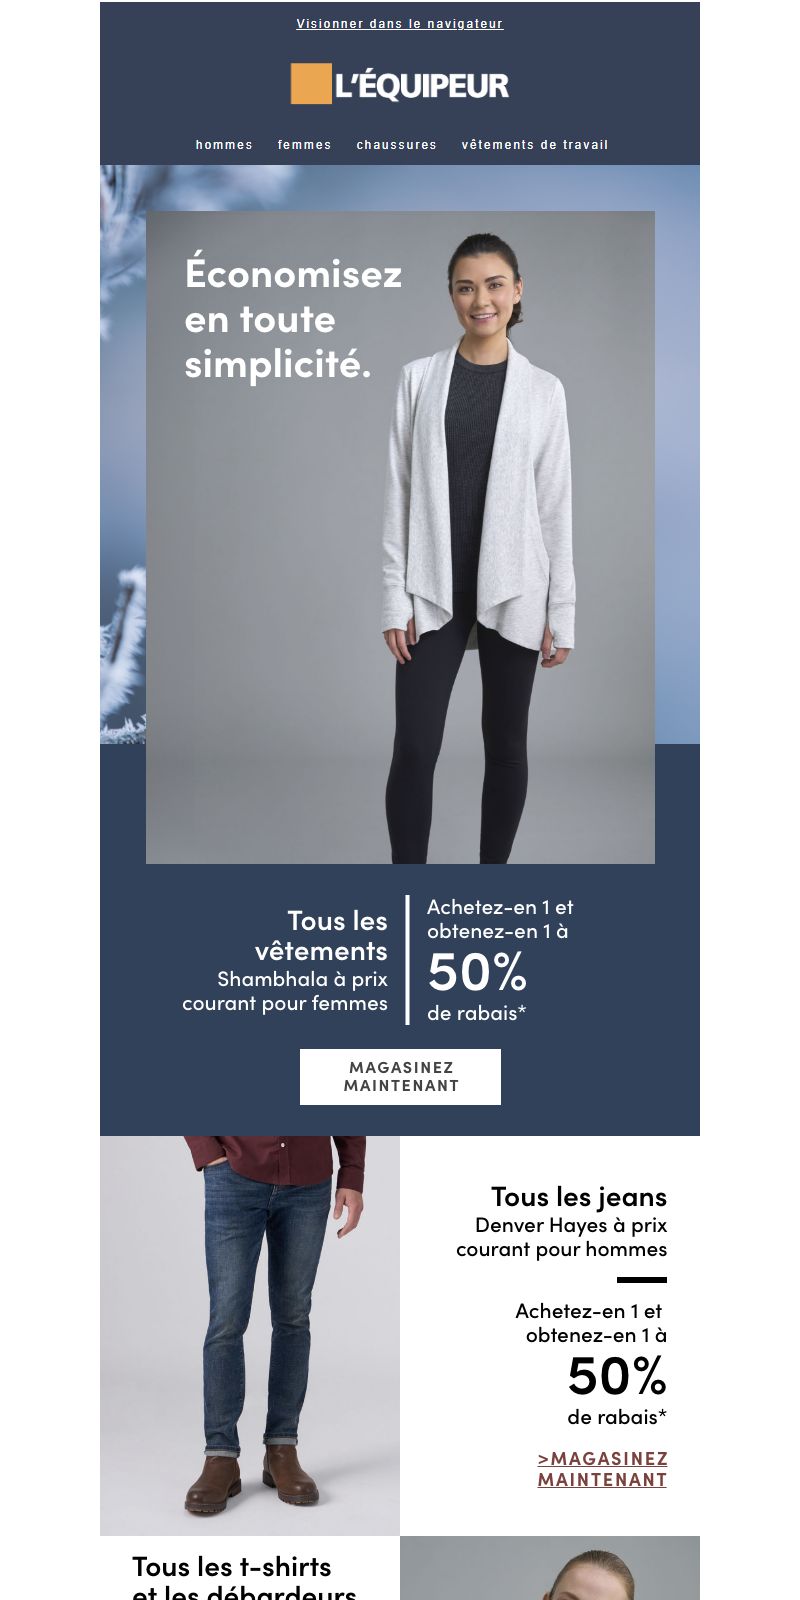 Visionner dans le navigateur
L'ÉQUIPEUR
hommes femmes chaussures vêtements de travail
Économisez
en toute
simplicité.
Tous les
vêtements
Shambhala à prix
courant pour femmes
Achetez-en 1 et
obtenez-en 1 à
50%
de rabais*
MAGASINEZ
MAINTENANT
Tous les jeans
Denver Hayes à prix
courant pour hommes
Achetez-en 1 et
obtenez-en 1 à
50%
de rabais*
>MAGASINEZ
MAINTENANT
Tous les t-shirts
et les débardeurs